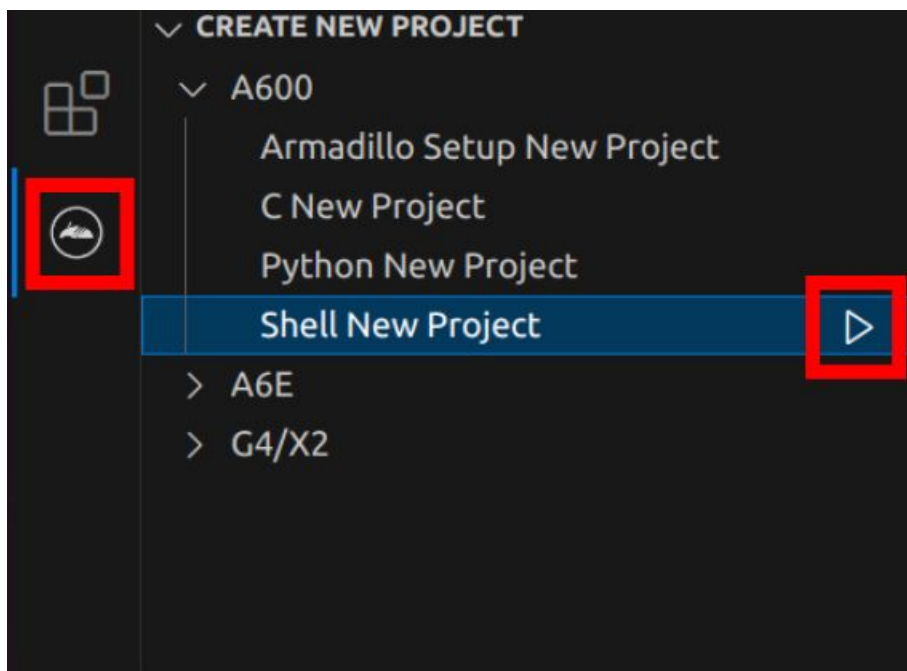 CREATE NEW PROJECT
A600
Armadillo Setup New Project
C New Project
Python New Project
Shell New Project
A6E
G4/X2